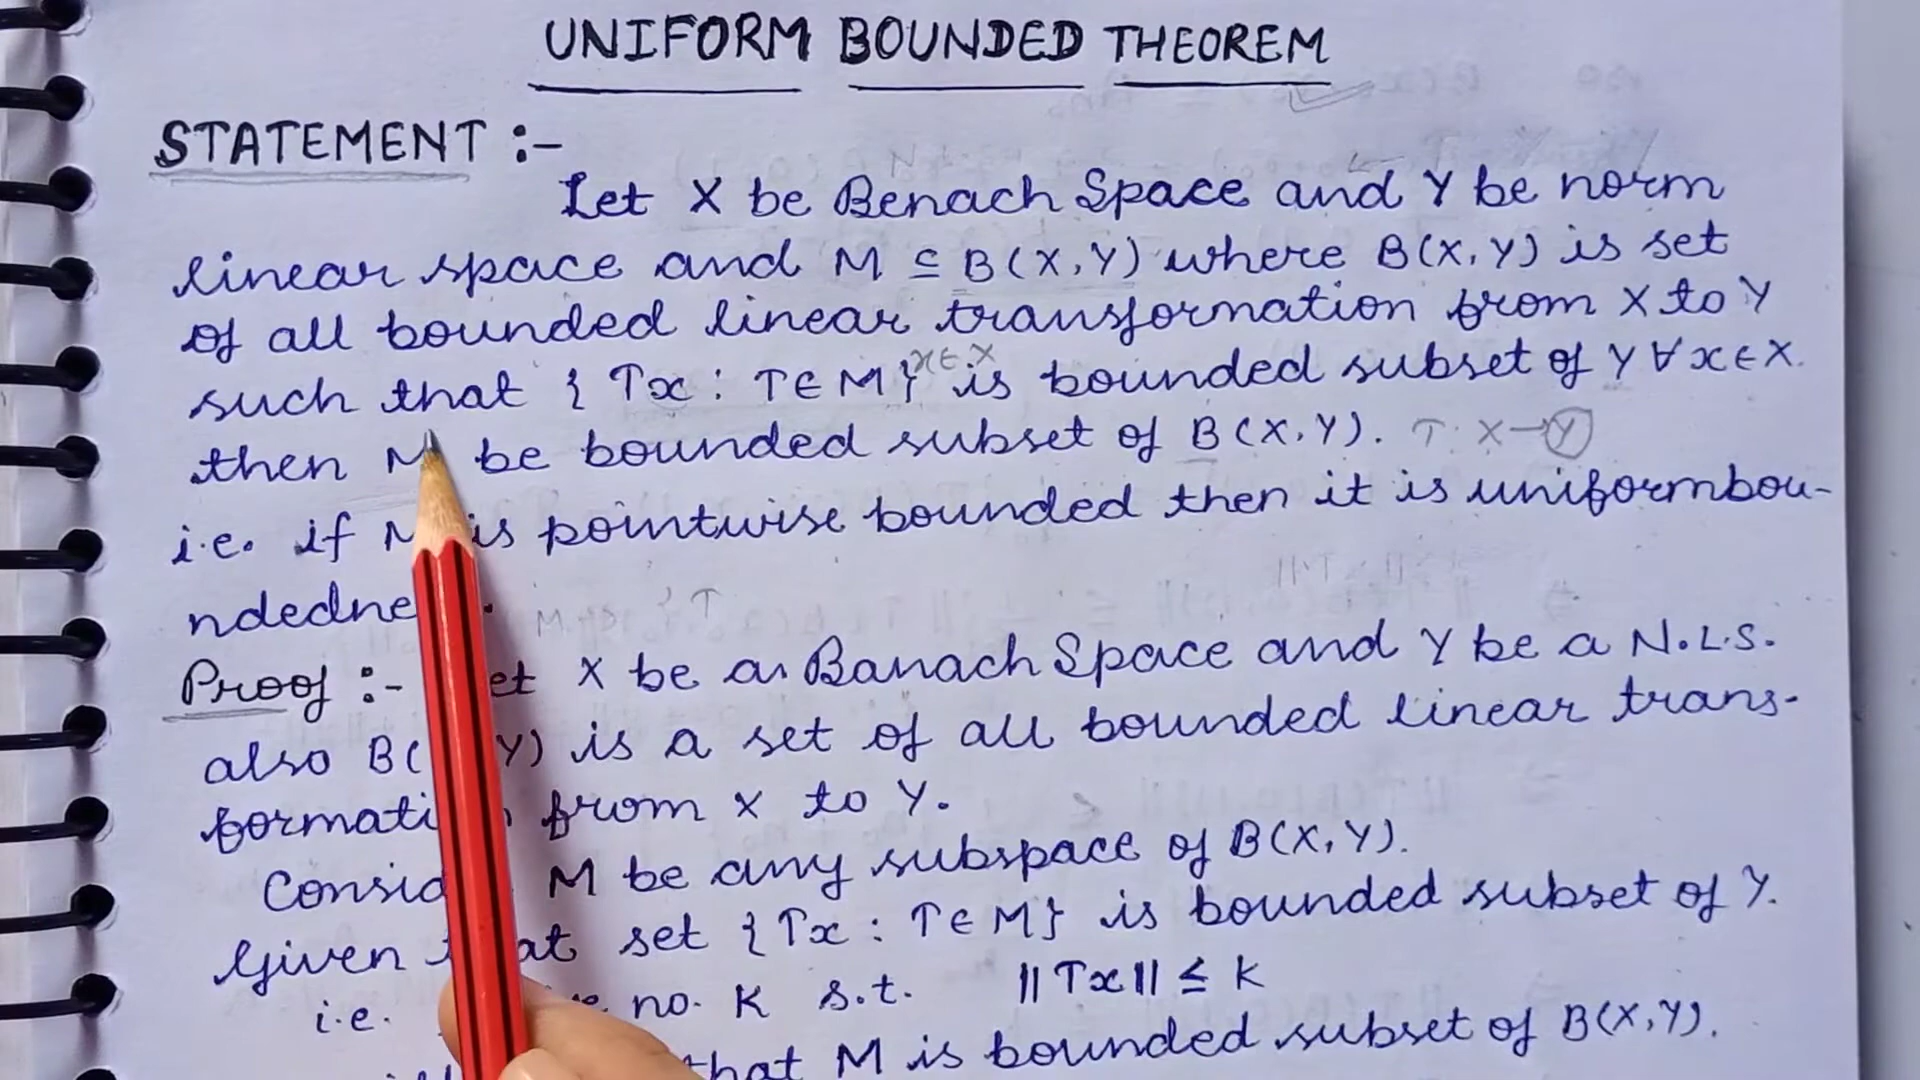 UNIFORM BOUNDED THEOREM
STATEMENT :-
Let X be Benach Space and Y be norm
linear space and M ⊆ B(X,Y) where B(X,Y) is set
of all bounded linear transformation from X to Y
such that { Tx : T∈M} x∈X is bounded subset of Y ∀ x∈X.
then M be bounded subset of B(X,Y). T: X→Y
i.e. if M is pointwise bounded then it is uniformbou-
ndedne
Proof :- et X be a Banach Space and Y be a N.L.S.
also B( Y) is a set of all bounded linear trans-
formati from X to Y.
Consid M be any subspace of B(X,Y).
Given at set {Tx : T∈M} is bounded subset of Y.
i.e. no. K s.t. ||Tx|| ≤ K
that M is bounded subset of B(X,Y).